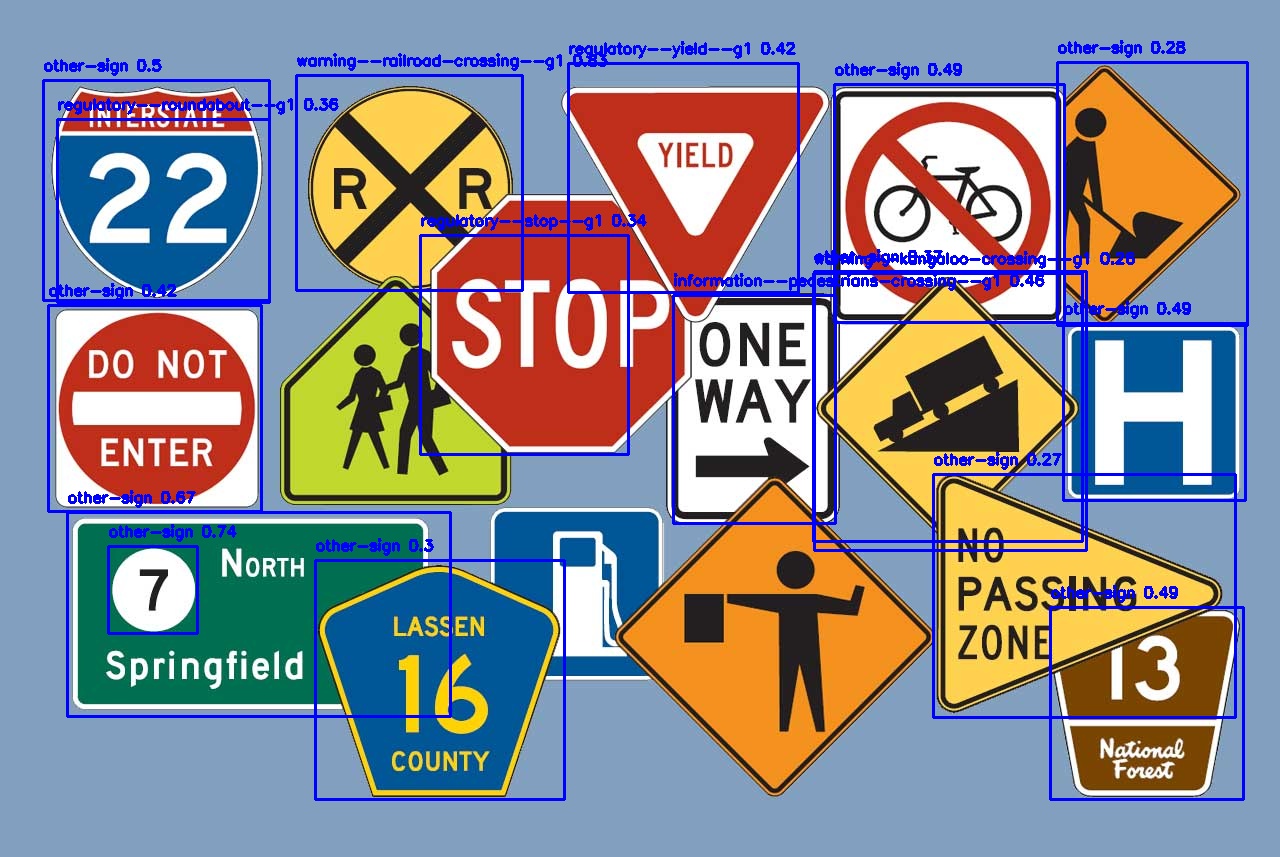 other-sign 0.5
regulatory--roundabout--g1 0.36
INTERSTATE
22
warning--railroad-crossing--g1 0.83
R R
regulatory--yield--g1 0.42
YIELD
other-sign 0.49
other-sign 0.28
regulatory--stop--g1 0.34
STOP
information--pedestrians-crossing--g1 0.46
ONE
WAY
other-sign 0.42
DO NOT
ENTER
other-sign 0.49
H
other-sign 0.67
other-sign 0.74
7
NORTH
Springfield
other-sign 0.3
LASSEN
16
COUNTY
other-sign 0.27
NO
PASSING
ZONE
other-sign 0.49
13
National
Forest